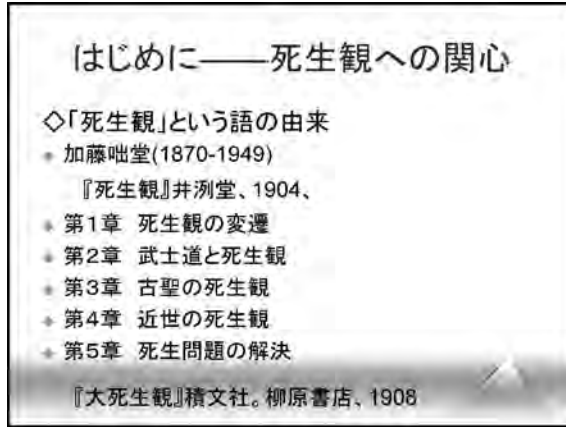 はじめに――死生観への関心
◇「死生観」という語の由来
加藤咄堂(1870-1949)
『死生観』井洌堂、1904、
第1章 死生観の変遷
第2章 武士道と死生観
第3章 古聖の死生観
第4章 近世の死生観
第5章 死生問題の解決
『大死生観』積文社。柳原書店、1908